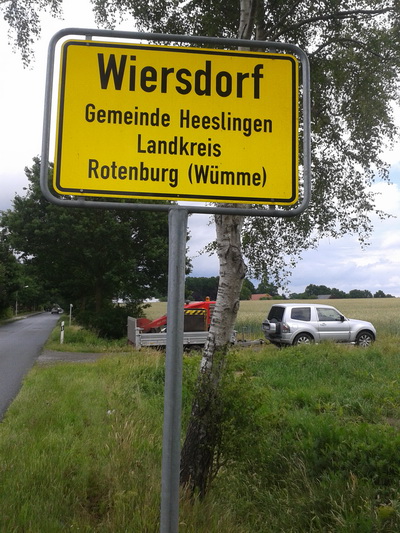 Wiersdorf
Gemeinde Heeslingen
Landkreis
Rotenburg (Wümme)